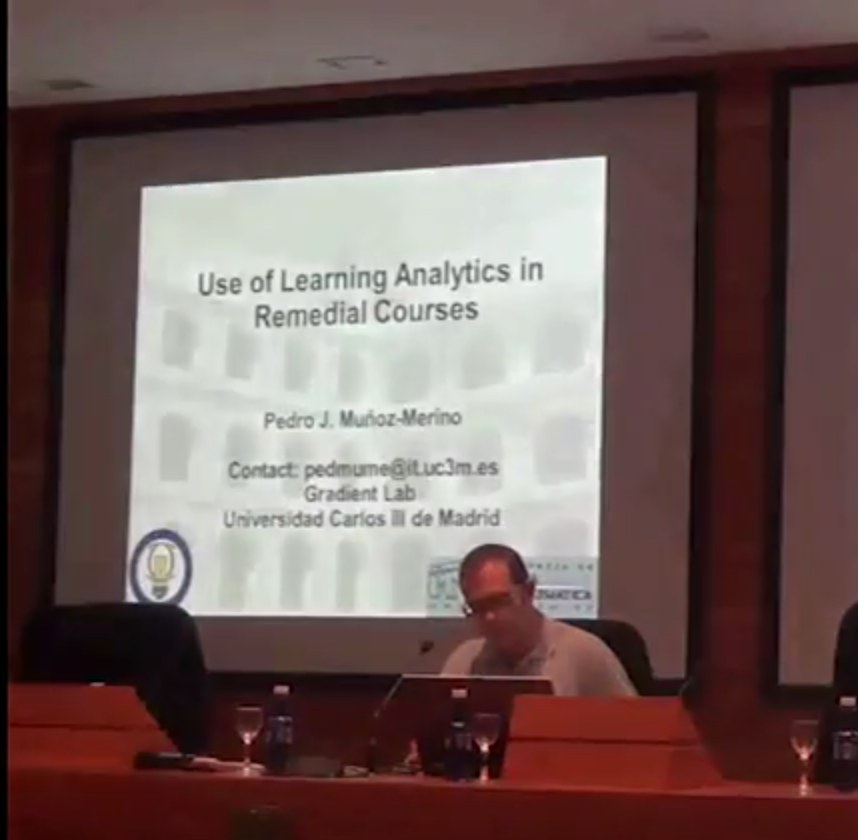 Use of Learning Analytics in
Remedial Courses
Pedro J. Muñoz-Merino
Contact: pedmume@it.uc3m.es
Gradient Lab
Universidad Carlos III de Madrid